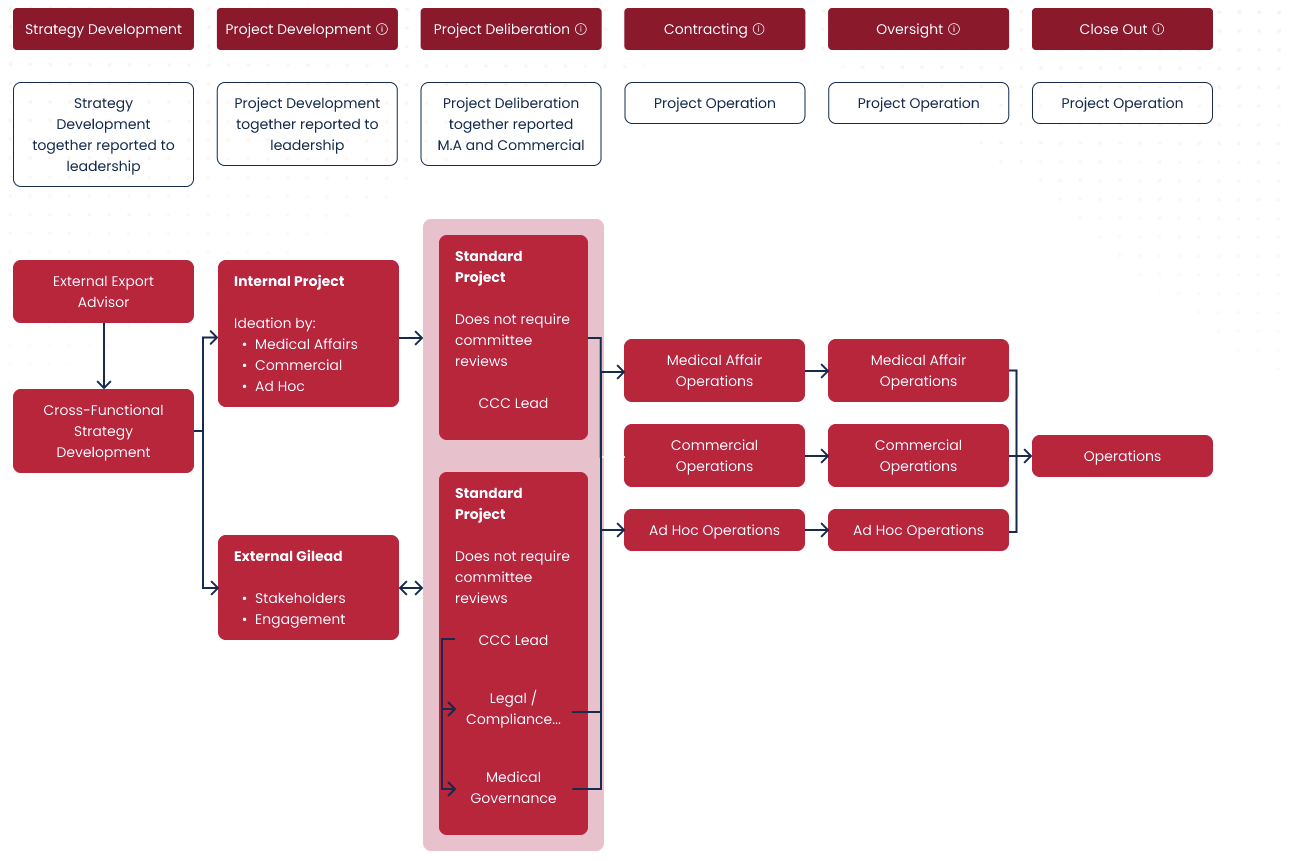 Strategy Development
Project Development ⓘ
Project Deliberation ⓘ
Contracting ⓘ
Oversight ⓘ
Close Out ⓘ
Strategy
Development
together reported to
leadership
Project Development
together reported to
leadership
Project Deliberation
together reported
M.A and Commercial
Project Operation
Project Operation
Project Operation
External Export
Advisor
Cross-Functional
Strategy
Development
Internal Project
Ideation by:
• Medical Affairs
• Commercial
• Ad Hoc
External Gilead
• Stakeholders
• Engagement
Standard
Project
Does not require
committee
reviews
CCC Lead
Standard
Project
Does not require
committee
reviews
CCC Lead
Legal /
Compliance...
Medical
Governance
Medical Affair
Operations
Commercial
Operations
Ad Hoc Operations
Medical Affair
Operations
Commercial
Operations
Ad Hoc Operations
Operations